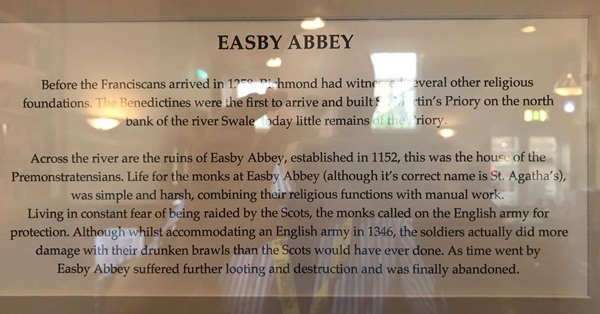 EASBY ABBEY
Before the Franciscans arrived in 1258, Richmond had witnessed several other religious
foundations. The Benedictines were the first to arrive and built St Martin's Priory on the north
bank of the river Swale, today little remains of the Priory.
Across the river are the ruins of Easby Abbey, established in 1152, this was the house of the
Premonstratensians. Life for the monks at Easby Abbey (although it's correct name is St. Agatha's),
was simple and harsh, combining their religious functions with manual work.
Living in constant fear of being raided by the Scots, the monks called on the English army for
protection. Although whilst accommodating an English army in 1346, the soldiers actually did more
damage with their drunken brawls than the Scots would have ever done. As time went by
Easby Abbey suffered further looting and destruction and was finally abandoned.